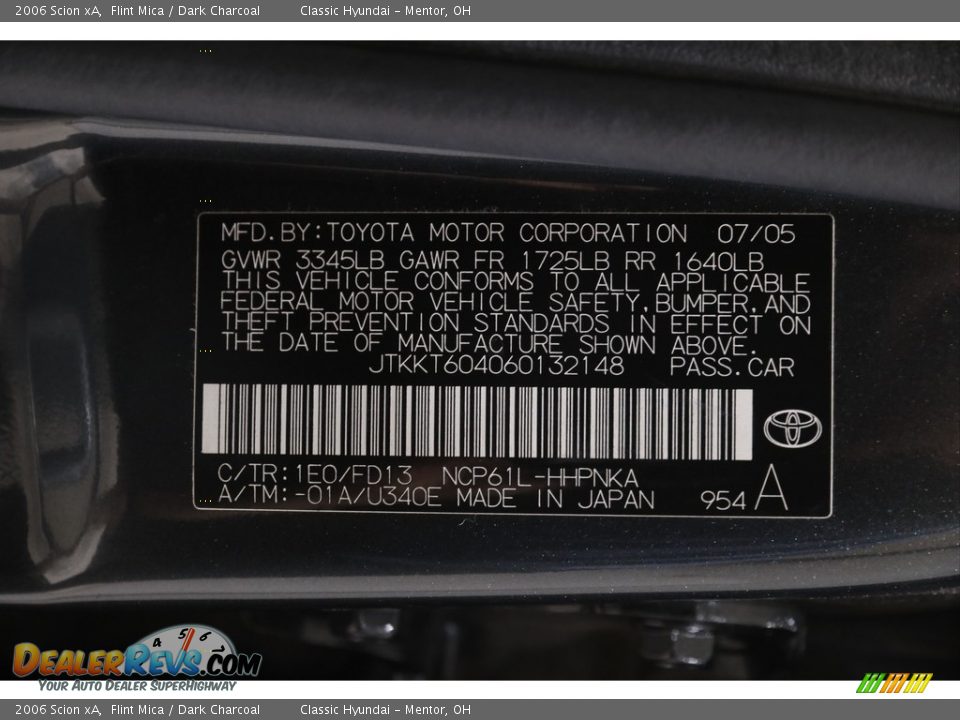 2006 Scion xA, Flint Mica / Dark Charcoal Classic Hyundai - Mentor, OH
MFD.BY:TOYOTA MOTOR CORPORATION 07/05
GVWR 3345LB GAWR FR 1725LB RR 1640LB
THIS VEHICLE CONFORMS TO ALL APPLICABLE
FEDERAL MOTOR VEHICLE SAFETY,BUMPER,AND
THEFT PREVENTION STANDARDS IN EFFECT ON
THE DATE OF MANUFACTURE SHOWN ABOVE.
JTKKT604060132148 PASS.CAR
C/TR:1E0/FD13 NCP61L-HHPNKA
A/TM:-01A/U340E MADE IN JAPAN 954 A
4 5 6 7
DEALERREVS.COM
YOUR AUTO DEALER SUPERHIGHWAY
2006 Scion xA, Flint Mica / Dark Charcoal Classic Hyundai - Mentor, OH